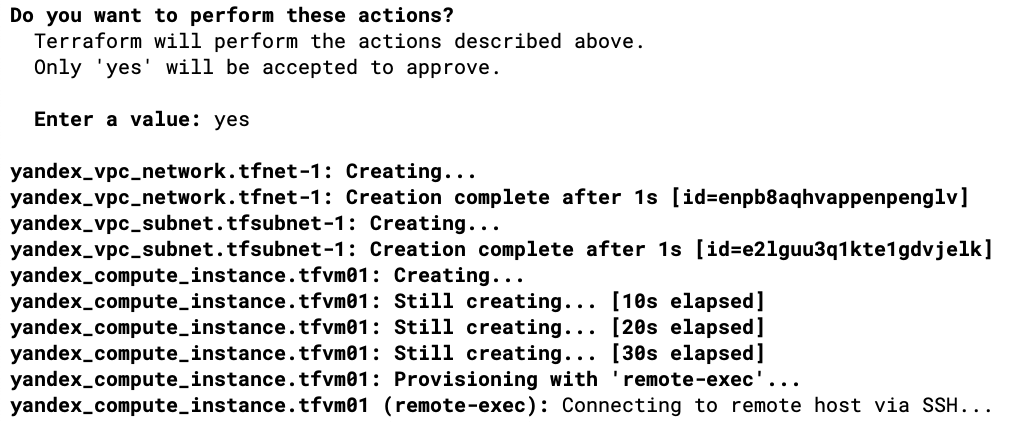 Do you want to perform these actions?
Terraform will perform the actions described above.
Only 'yes' will be accepted to approve.
Enter a value: yes
yandex_vpc_network.tfnet-1: Creating...
yandex_vpc_network.tfnet-1: Creation complete after 1s [id=enpb8aqhvappenpenglv]
yandex_vpc_subnet.tfsubnet-1: Creating...
yandex_vpc_subnet.tfsubnet-1: Creation complete after 1s [id=e2lguu3q1kte1gdvjelk]
yandex_compute_instance.tfvm01: Creating...
yandex_compute_instance.tfvm01: Still creating... [10s elapsed]
yandex_compute_instance.tfvm01: Still creating... [20s elapsed]
yandex_compute_instance.tfvm01: Still creating... [30s elapsed]
yandex_compute_instance.tfvm01: Provisioning with 'remote-exec'...
yandex_compute_instance.tfvm01 (remote-exec): Connecting to remote host via SSH...